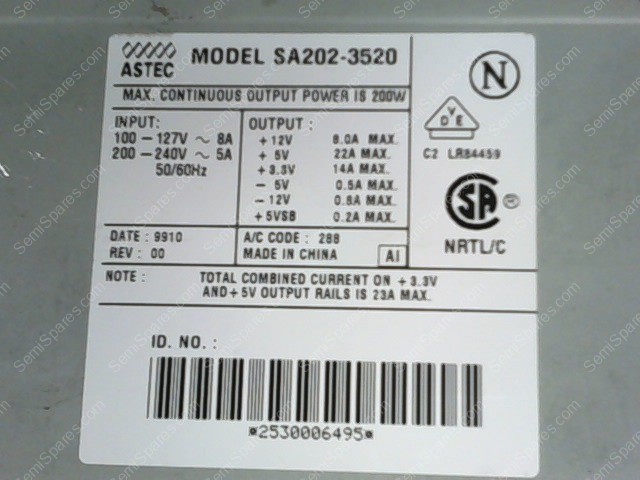 ASTEC
MODEL SA202-3520
MAX. CONTINUOUS OUTPUT POWER IS 200W
INPUT:
100 – 127V ~ 8A
200 – 240V ~ 5A
50/60Hz
OUTPUT :
+ 12V 8.0A MAX.
+ 5V 22A MAX.
+ 3.3V 14A MAX.
– 5V 0.5A MAX.
– 12V 0.8A MAX.
+ 5VSB 0.2A MAX.
DATE : 9910
REV : 00
A/C CODE : 288
MADE IN CHINA
AI
N
VDE
C2 LR84459
SA
NRTL/C
NOTE :
TOTAL COMBINED CURRENT ON + 3.3V
AND + 5V OUTPUT RAILS IS 23A MAX.
ID. NO. :
*2530006495*
SemiSpares.com